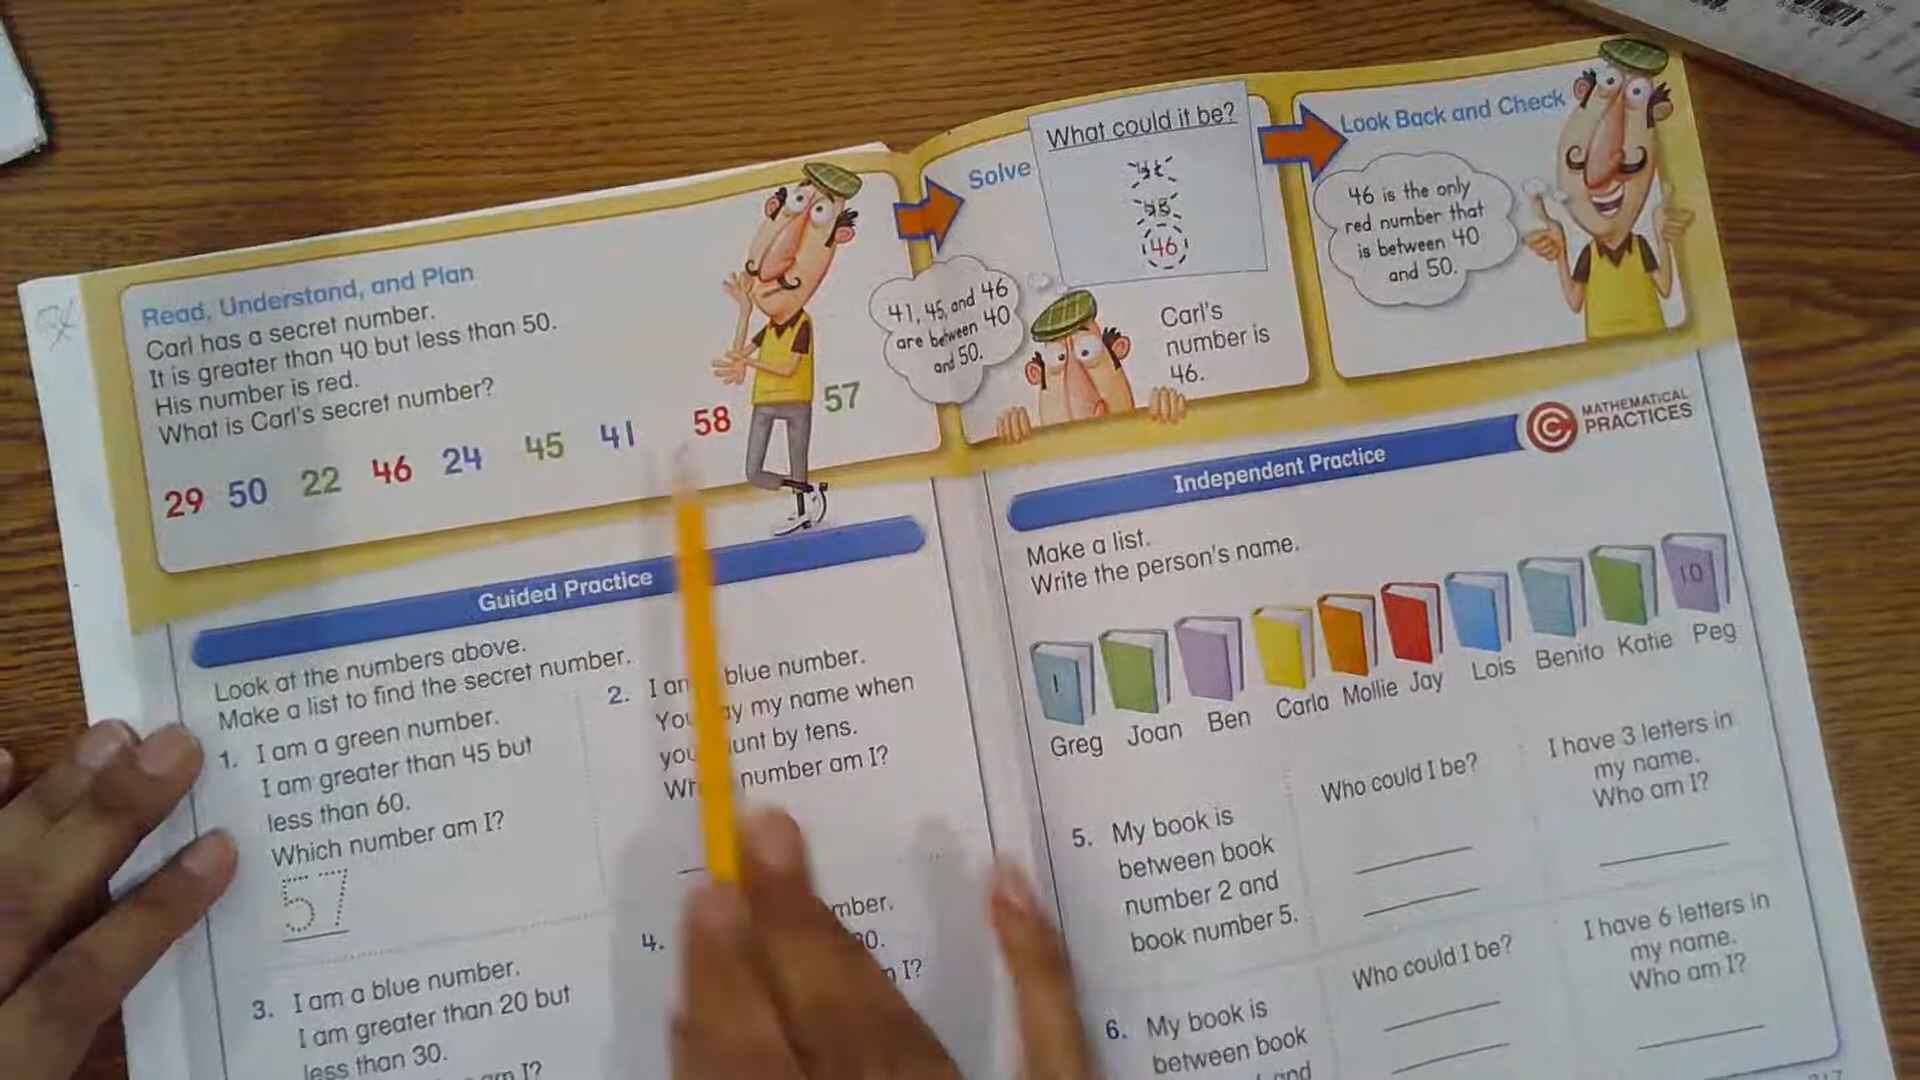 Read, Understand, and Plan
Carl has a secret number.
It is greater than 40 but less than 50.
His number is red.
What is Carl's secret number?
29 50 22 46 24 45 41 58 57
Solve
What could it be?
41
45
46
41, 45, and 46
are between 40
and 50.
Carl's
number is
46.
Look Back and Check
46 is the only
red number that
is between 40
and 50.
Guided Practice
Look at the numbers above.
Make a list to find the secret number.
1. I am a green number.
I am greater than 45 but
less than 60.
Which number am I?
57
2. I am blue number.
my name when
by tens.
number am I?
3. I am a blue number.
I am greater than 20 but
less than 30.
I?
4.
I?
MATHEMATICAL
PRACTICES
Independent Practice
Make a list.
Write the person's name.
1 10
Greg Joan Ben Carla Mollie Jay Lois Benito Katie Peg
5. My book is
between book
number 2 and
book number 5.
Who could I be?
I have 3 letters in
my name.
Who am I?
6. My book is
between book
and
Who could I be?
I have 6 letters in
my name.
Who am I?